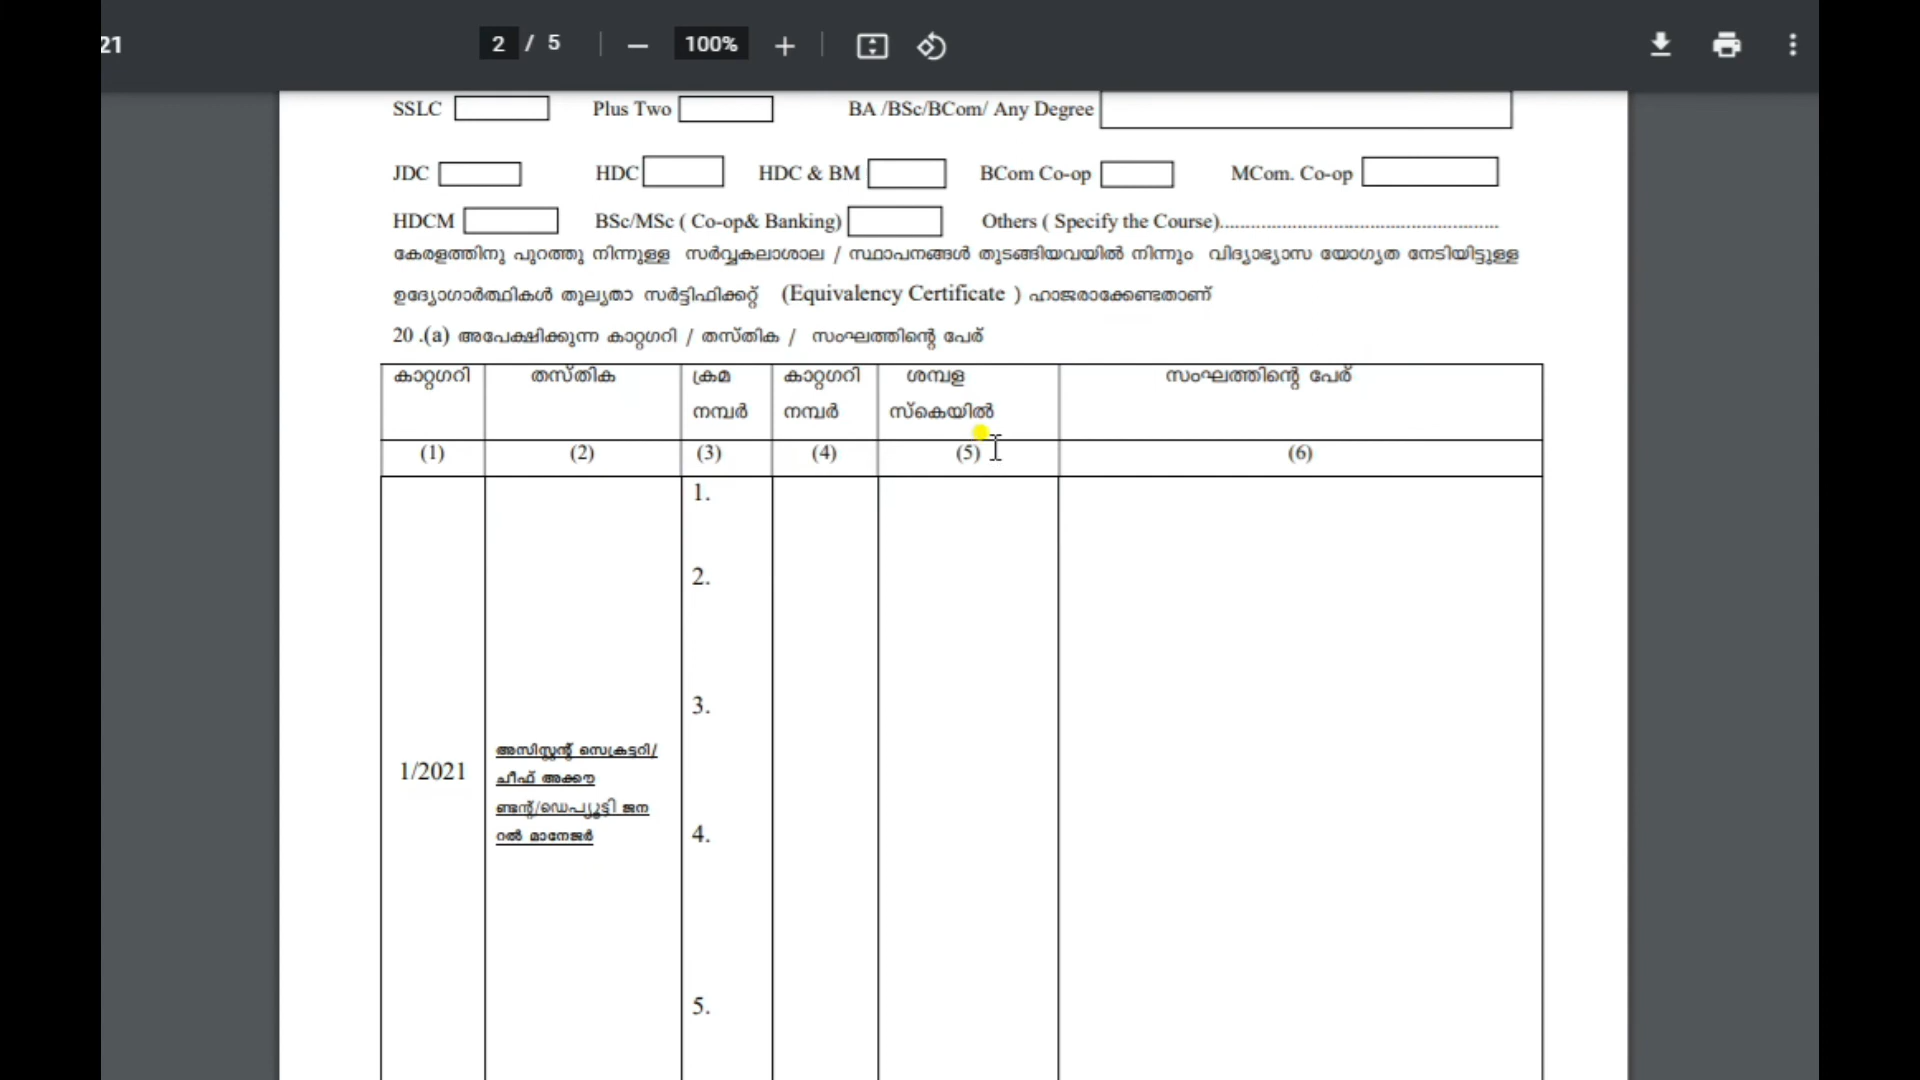 21
2 / 5
100%
SSLC Plus Two BA /BSc/BCom/ Any Degree
JDC HDC HDC & BM BCom Co-op MCom. Co-op
HDCM BSc/MSc ( Co-op& Banking) Others ( Specify the Course)....................................................
കേരളത്തിനു പുറത്തു നിന്നുള്ള സർവ്വകലാശാല / സ്ഥാപനങ്ങൾ തുടങ്ങിയവയിൽ നിന്നും വിദ്യാഭ്യാസ യോഗ്യത നേടിയിട്ടുള്ള
ഉദ്യോഗാർത്ഥികൾ തുല്യതാ സർട്ടിഫിക്കറ്റ് (Equivalency Certificate ) ഹാജരാക്കേണ്ടതാണ്
20 .(a) അപേക്ഷിക്കുന്ന കാറ്റഗറി / തസ്തിക / സംഘത്തിന്റെ പേര്
കാറ്റഗറി തസ്തിക ക്രമ കാറ്റഗറി ശമ്പള സംഘത്തിന്റെ പേര്
നമ്പർ നമ്പർ സ്കെയിൽ
(1) (2) (3) (4) (5) (6)
1.
2.
3.
അസിസ്റ്റന്റ് സെക്രട്ടറി/
1/2021 ചീഫ് അക്കൗ
ണ്ടന്റ്/ഡെപ്യൂട്ടി ജന
റൽ മാനേജർ
4.
5.